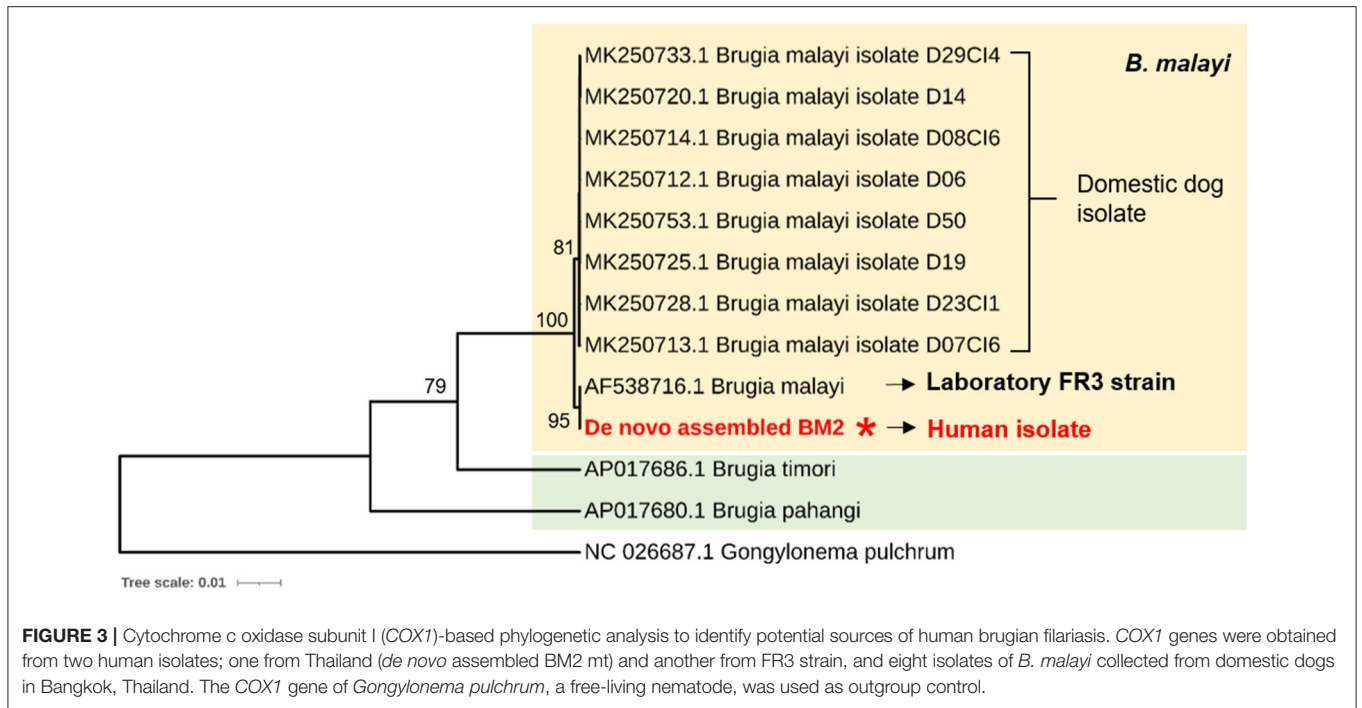 MK250733.1 Brugia malayi isolate D29CI4
B. malayi
MK250720.1 Brugia malayi isolate D14
MK250714.1 Brugia malayi isolate D08CI6
MK250712.1 Brugia malayi isolate D06
Domestic dog
isolate
MK250753.1 Brugia malayi isolate D50
81
MK250725.1 Brugia malayi isolate D19
MK250728.1 Brugia malayi isolate D23CI1
100
MK250713.1 Brugia malayi isolate D07CI6
79
AF538716.1 Brugia malayi → Laboratory FR3 strain
95
De novo assembled BM2 * → Human isolate
AP017686.1 Brugia timori
AP017680.1 Brugia pahangi
NC 026687.1 Gongylonema pulchrum
Tree scale: 0.01
FIGURE 3 | Cytochrome c oxidase subunit I (COX1)-based phylogenetic analysis to identify potential sources of human brugian filariasis. COX1 genes were obtained
from two human isolates; one from Thailand (de novo assembled BM2 mt) and another from FR3 strain, and eight isolates of B. malayi collected from domestic dogs
in Bangkok, Thailand. The COX1 gene of Gongylonema pulchrum, a free-living nematode, was used as outgroup control.